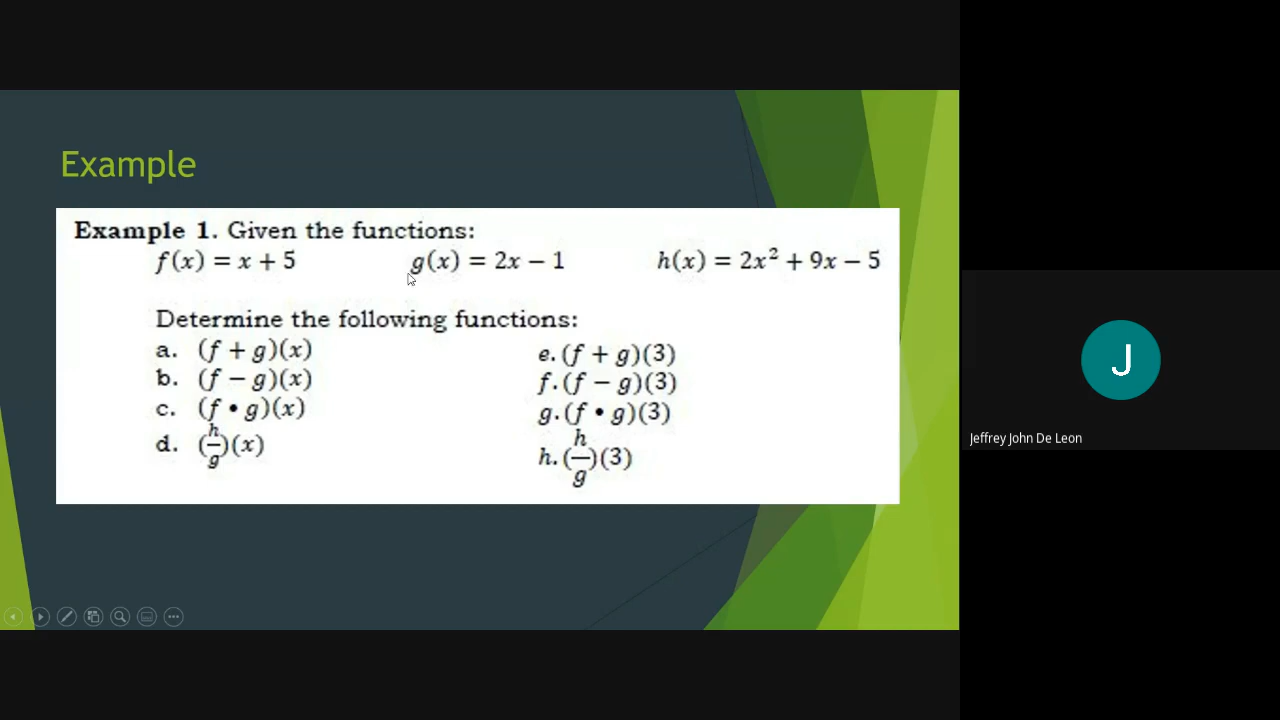 Example
Example 1. Given the functions:
f(x) = x + 5 g(x) = 2x − 1 h(x) = 2x² + 9x − 5
Determine the following functions:
a. (f + g)(x)
b. (f − g)(x)
c. (f • g)(x)
d. (h/g)(x)
e. (f + g)(3)
f. (f − g)(3)
g. (f • g)(3)
h. (h/g)(3)
J
Jeffrey John De Leon